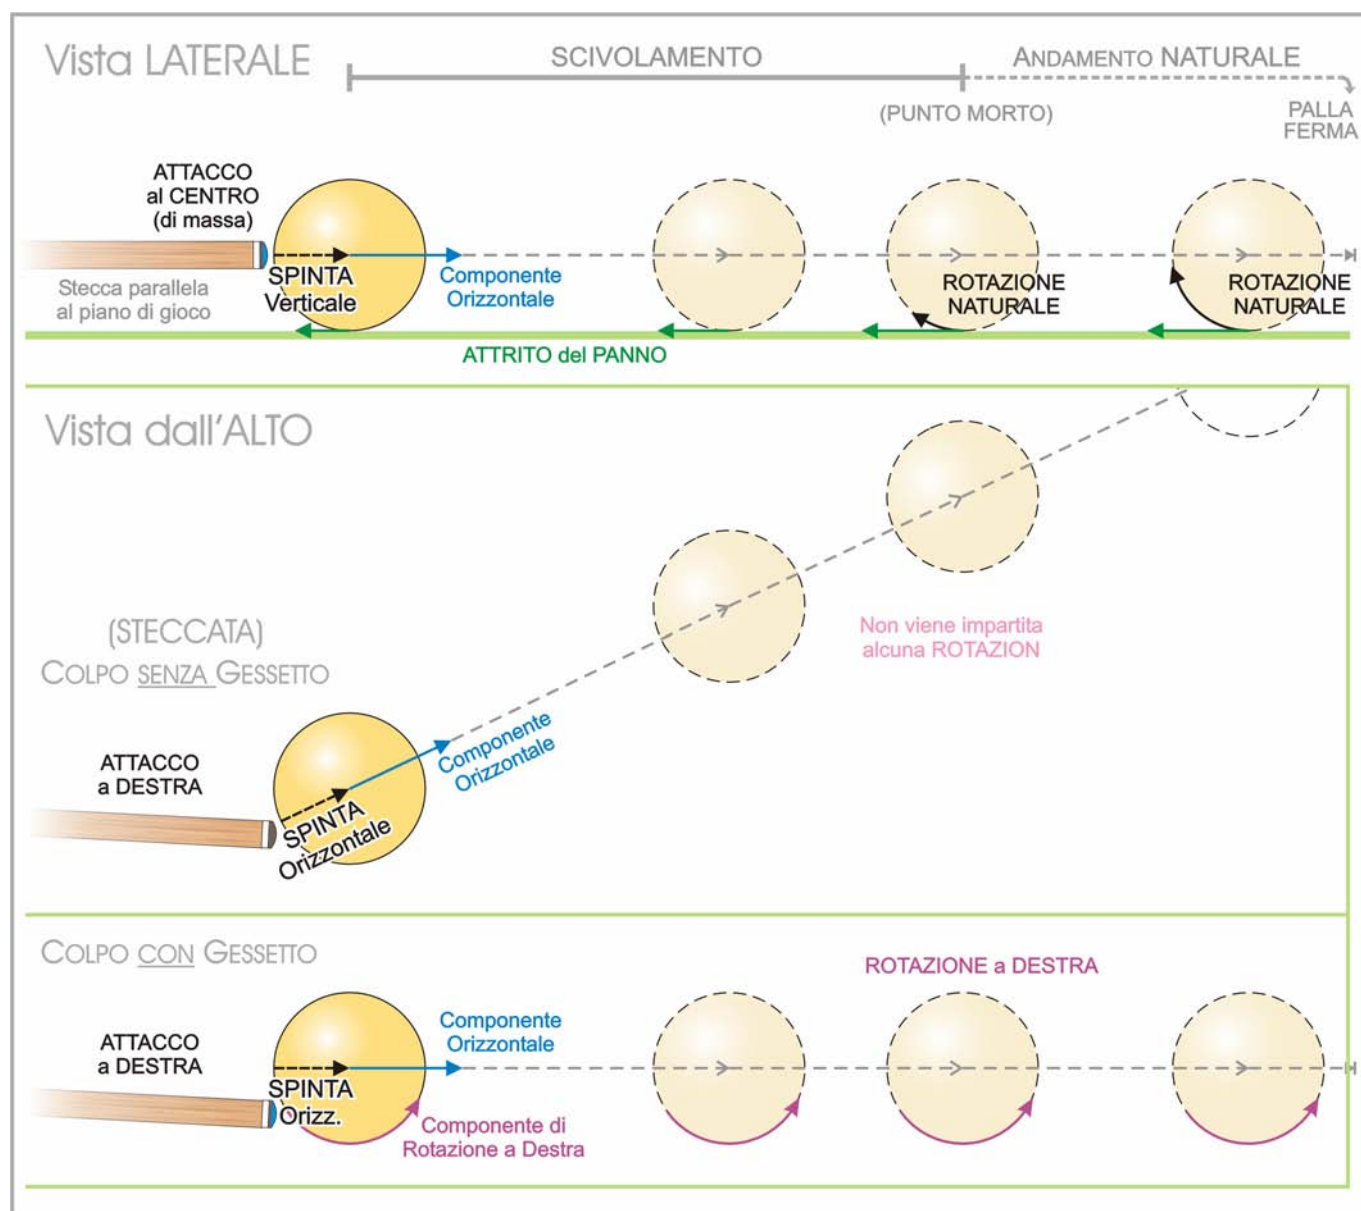 Vista LATERALE
SCIVOLAMENTO
ANDAMENTO NATURALE
(PUNTO MORTO)
PALLA
FERMA
ATTACCO
al CENTRO
(di massa)
Stecca parallela
al piano di gioco
SPINTA
Verticale
Componente
Orizzontale
ROTAZIONE
NATURALE
ROTAZIONE
NATURALE
ATTRITO del PANNO
Vista dall'ALTO
(STECCATA)
COLPO SENZA GESSETTO
Non viene impartita
alcuna ROTAZION
ATTACCO
a DESTRA
SPINTA
Orizzontale
Componente
Orizzontale
COLPO CON GESSETTO
ROTAZIONE a DESTRA
ATTACCO
a DESTRA
SPINTA
Orizz.
Componente
Orizzontale
Componente di
Rotazione a Destra